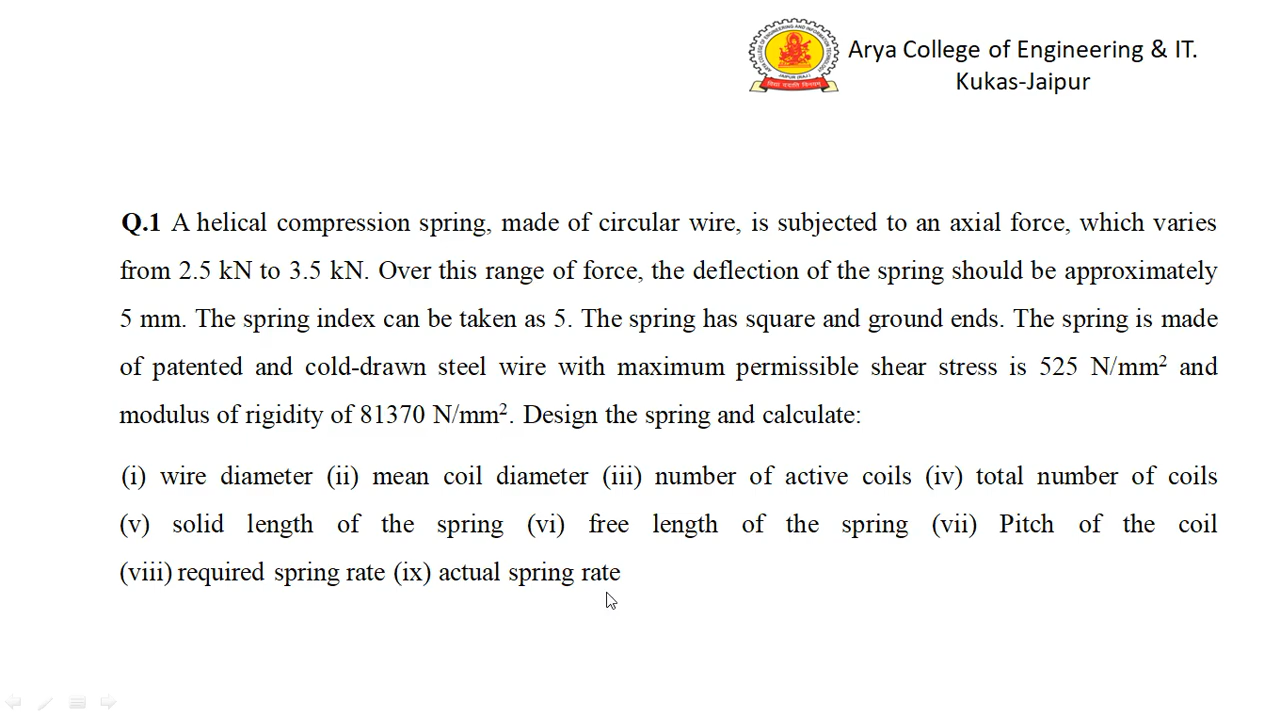 Arya College of Engineering & IT.
Kukas-Jaipur
Q.1 A helical compression spring, made of circular wire, is subjected to an axial force, which varies
from 2.5 kN to 3.5 kN. Over this range of force, the deflection of the spring should be approximately
5 mm. The spring index can be taken as 5. The spring has square and ground ends. The spring is made
of patented and cold-drawn steel wire with maximum permissible shear stress is 525 N/mm² and
modulus of rigidity of 81370 N/mm². Design the spring and calculate:
(i) wire diameter (ii) mean coil diameter (iii) number of active coils (iv) total number of coils
(v) solid length of the spring (vi) free length of the spring (vii) Pitch of the coil
(viii) required spring rate (ix) actual spring rate